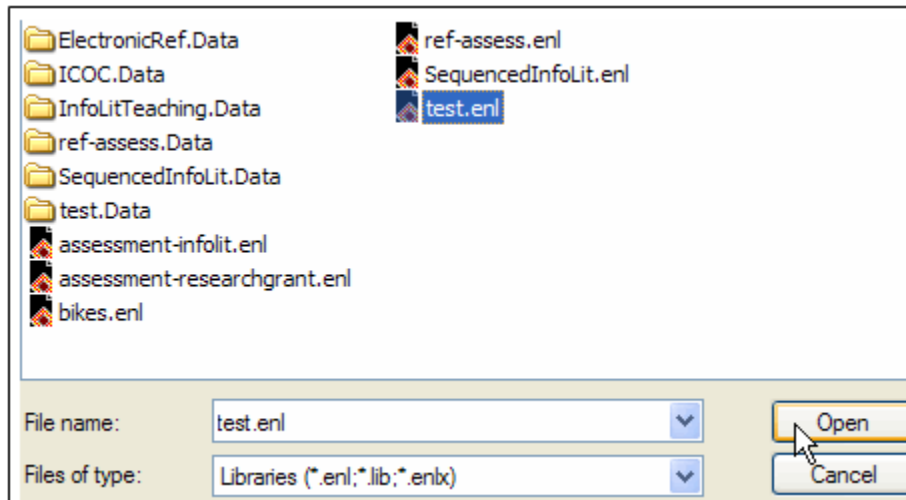 ElectronicRef.Data
ICOC.Data
InfoLitTeaching.Data
ref-assess.Data
SequencedInfoLit.Data
test.Data
assessment-infolit.enl
assessment-researchgrant.enl
bikes.enl
ref-assess.enl
SequencedInfoLit.enl
test.enl
File name: test.enl Open
Files of type: Libraries (*.enl;*.lib;*.enlx) Cancel